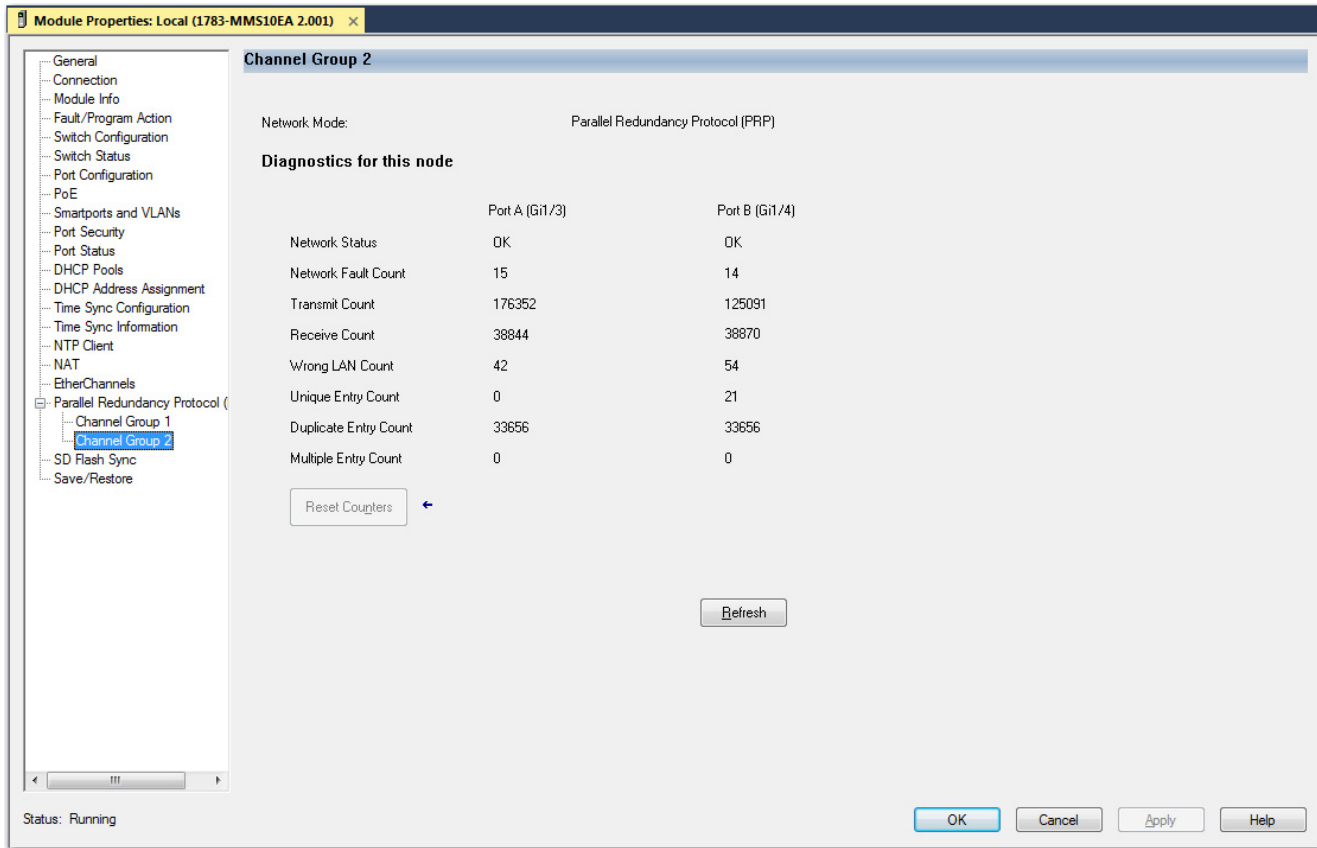 Module Properties: Local (1783-MMS10EA 2.001) ×
General
Connection
Module Info
Fault/Program Action
Switch Configuration
Switch Status
Port Configuration
PoE
Smartports and VLANs
Port Security
Port Status
DHCP Pools
DHCP Address Assignment
Time Sync Configuration
Time Sync Information
NTP Client
NAT
EtherChannels
Parallel Redundancy Protocol (
Channel Group 1
Channel Group 2
SD Flash Sync
Save/Restore
Channel Group 2
Network Mode: Parallel Redundancy Protocol (PRP)
Diagnostics for this node
Port A (Gi1/3) Port B (Gi1/4)
Network Status OK OK
Network Fault Count 15 14
Transmit Count 176352 125091
Receive Count 38844 38870
Wrong LAN Count 42 54
Unique Entry Count 0 21
Duplicate Entry Count 33656 33656
Multiple Entry Count 0 0
Reset Counters ←
Refresh
Status: Running
OK Cancel Apply Help